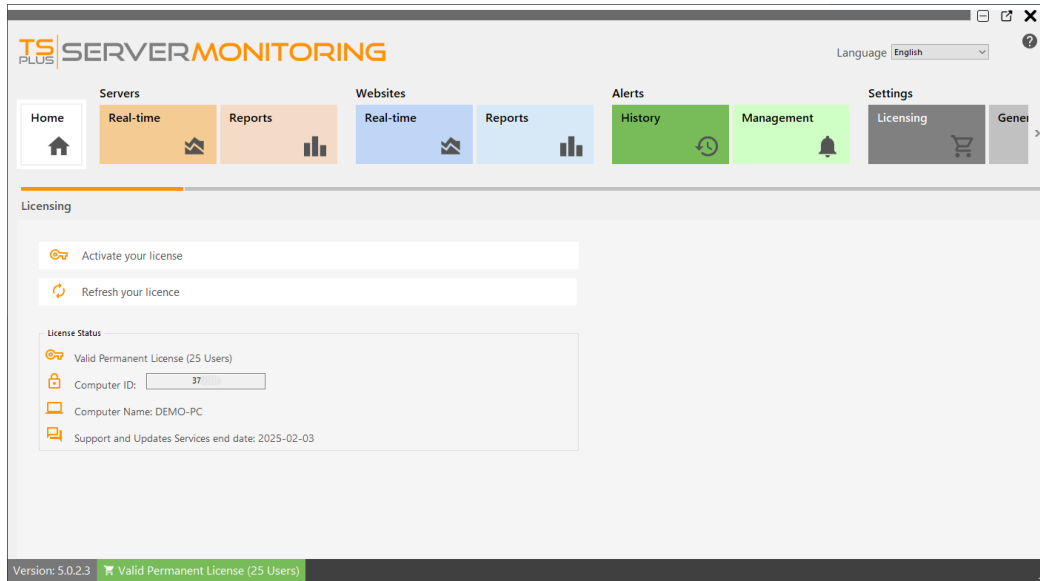 TS PLUS SERVERMONITORING
Language English
Servers Websites Alerts Settings
Home Real-time Reports Real-time Reports History Management Licensing
Licensing
Activate your license
Refresh your licence
License Status
Valid Permanent License (25 Users)
Computer ID: 37
Computer Name: DEMO-PC
Support and Updates Services end date: 2025-02-03
Version: 5.0.2.3 Valid Permanent License (25 Users)